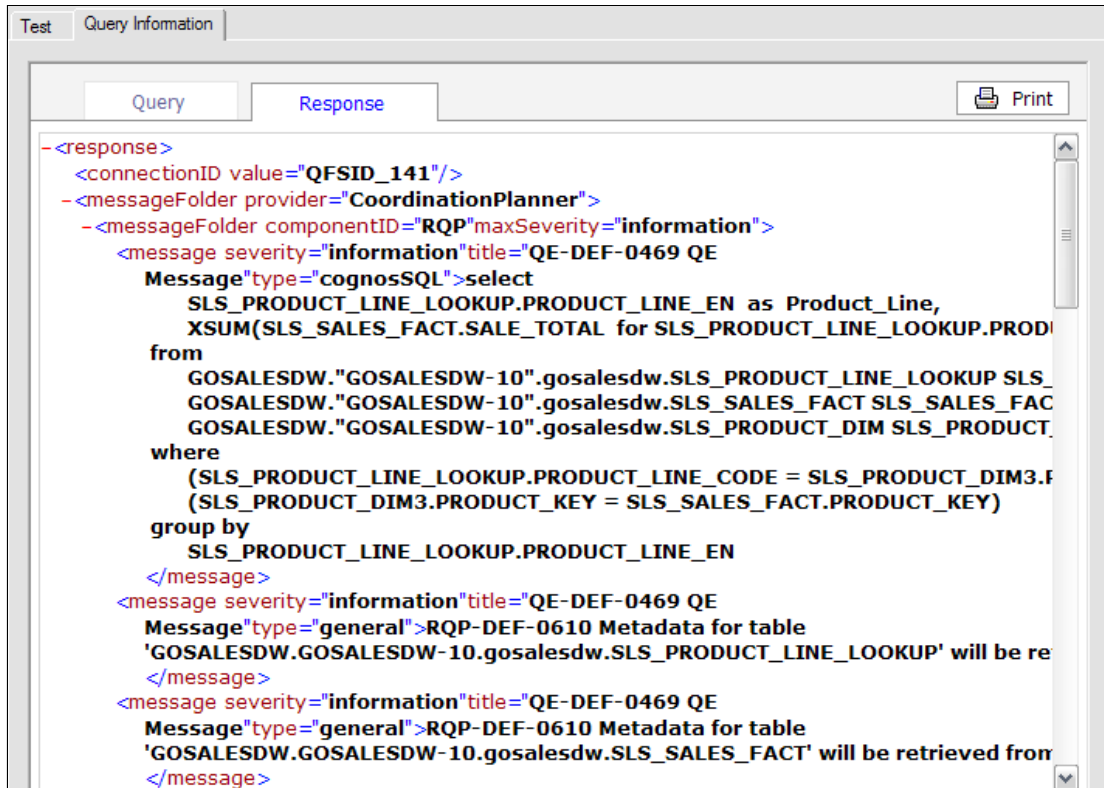 Test Query Information
Query Response Print
-<response>
<connectionID value="QFSID_141"/>
-<messageFolder provider="CoordinationPlanner">
-<messageFolder componentID="RQP"maxSeverity="information">
<message severity="information"title="QE-DEF-0469 QE
Message"type="cognosSQL">select
SLS_PRODUCT_LINE_LOOKUP.PRODUCT_LINE_EN as Product_Line,
XSUM(SLS_SALES_FACT.SALE_TOTAL for SLS_PRODUCT_LINE_LOOKUP.PROD
from
GOSALESDW."GOSALESDW-10".gosalesdw.SLS_PRODUCT_LINE_LOOKUP SLS_
GOSALESDW."GOSALESDW-10".gosalesdw.SLS_SALES_FACT SLS_SALES_FAC
GOSALESDW."GOSALESDW-10".gosalesdw.SLS_PRODUCT_DIM SLS_PRODUCT_
where
(SLS_PRODUCT_LINE_LOOKUP.PRODUCT_LINE_CODE = SLS_PRODUCT_DIM3.P
(SLS_PRODUCT_DIM3.PRODUCT_KEY = SLS_SALES_FACT.PRODUCT_KEY)
group by
SLS_PRODUCT_LINE_LOOKUP.PRODUCT_LINE_EN
</message>
<message severity="information"title="QE-DEF-0469 QE
Message"type="general">RQP-DEF-0610 Metadata for table
'GOSALESDW.GOSALESDW-10.gosalesdw.SLS_PRODUCT_LINE_LOOKUP' will be re
</message>
<message severity="information"title="QE-DEF-0469 QE
Message"type="general">RQP-DEF-0610 Metadata for table
'GOSALESDW.GOSALESDW-10.gosalesdw.SLS_SALES_FACT' will be retrieved from
</message>